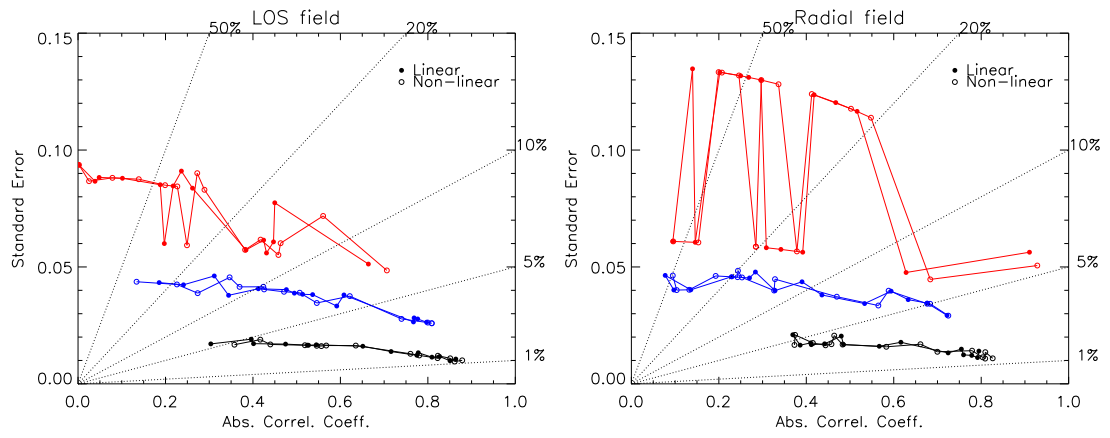 LOS field
50%
20%
0.15
Linear
Non-linear
0.10
10%
Standard Error
0.05
5%
1%
0.00
0.0 0.2 0.4 0.6 0.8 1.0
Abs. Correl. Coeff.
Radial field
50%
20%
0.15
Linear
Non-linear
0.10
10%
Standard Error
0.05
5%
1%
0.00
0.0 0.2 0.4 0.6 0.8 1.0
Abs. Correl. Coeff.